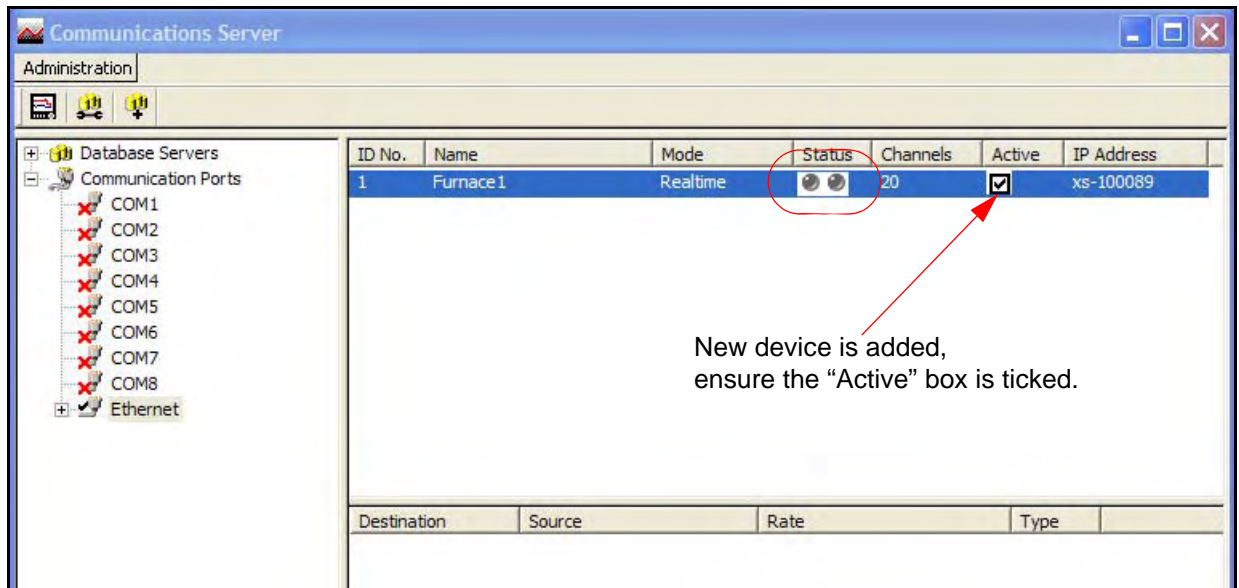 Communications Server
Administration
Database Servers
Communication Ports
COM1
COM2
COM3
COM4
COM5
COM6
COM7
COM8
Ethernet
ID No. Name Mode Status Channels Active IP Address
1 Furnace1 Realtime 20 xs-100089
New device is added,
ensure the “Active” box is ticked.
Destination Source Rate Type